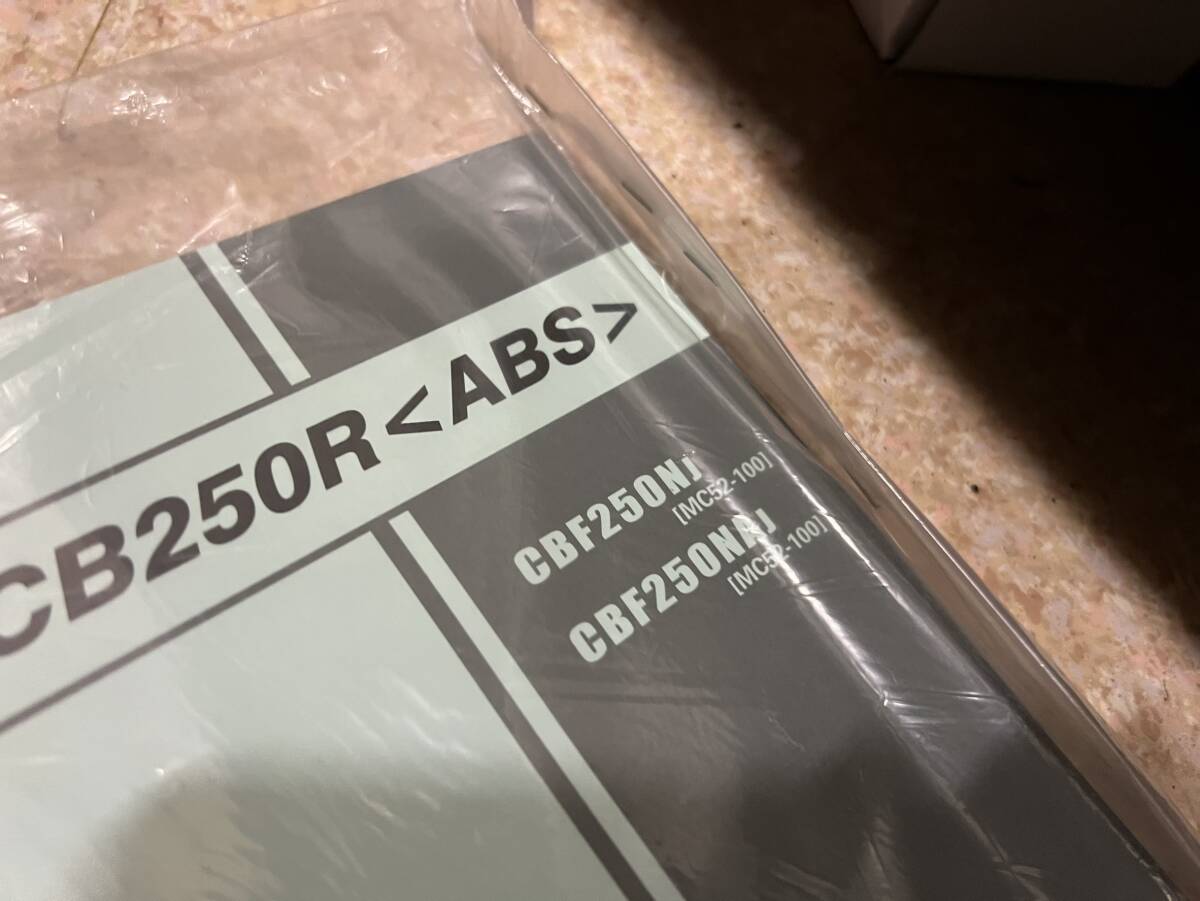 CB250R<ABS>
CBF250NJ
[MC52-100]
CBF250NAJ
[MC52-100]